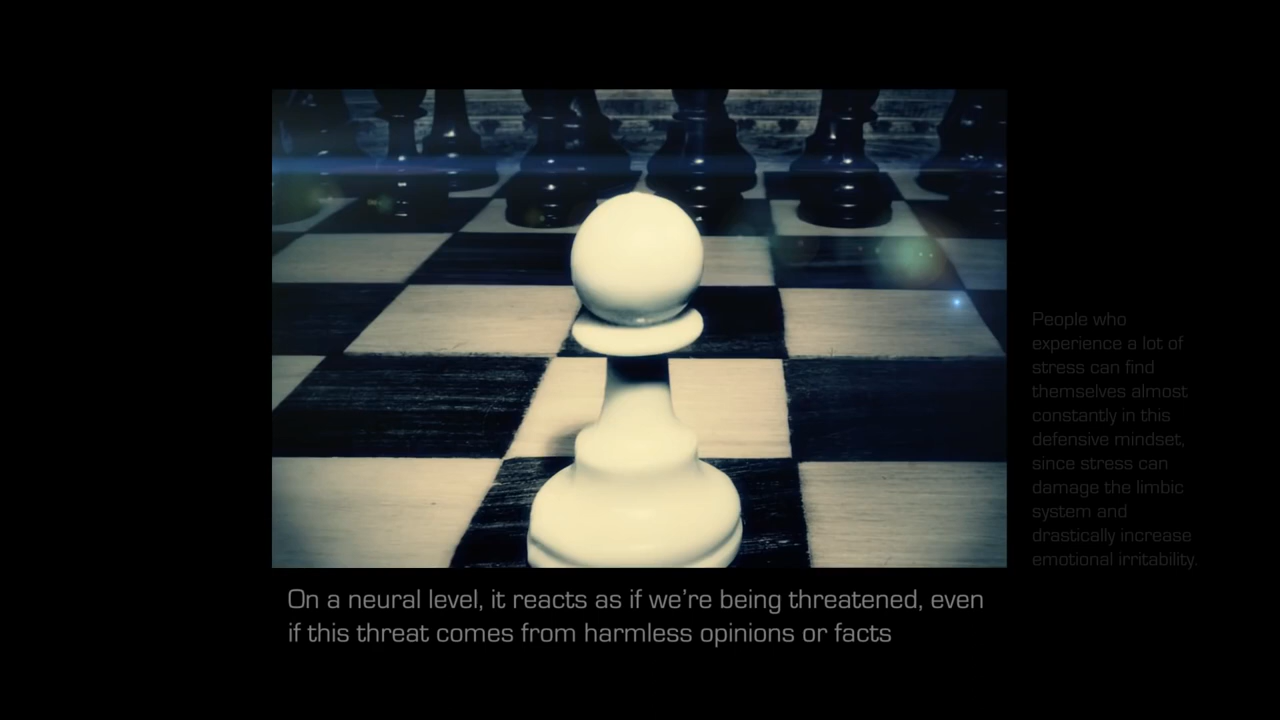 People who
experience a lot of
stress can find
themselves almost
constantly in this
defensive mindset,
since stress can
damage the limbic
system and
drastically increase
emotional irritability.
On a neural level, it reacts as if we're being threatened, even
if this threat comes from harmless opinions or facts